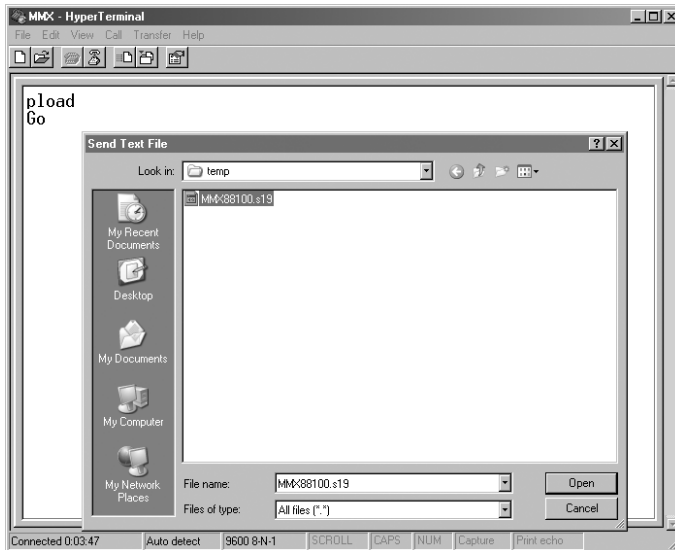 MMX - HyperTerminal
File Edit View Call Transfer Help
pload
Go
Send Text File
Look in: temp
MMX88100.s19
My Recent
Documents
Desktop
My Documents
My Computer
My Network
Places
File name: MMX88100.s19 Open
Files of type: All files (*.*) Cancel
Connected 0:03:47 Auto detect 9600 8-N-1 SCROLL CAPS NUM Capture Print echo